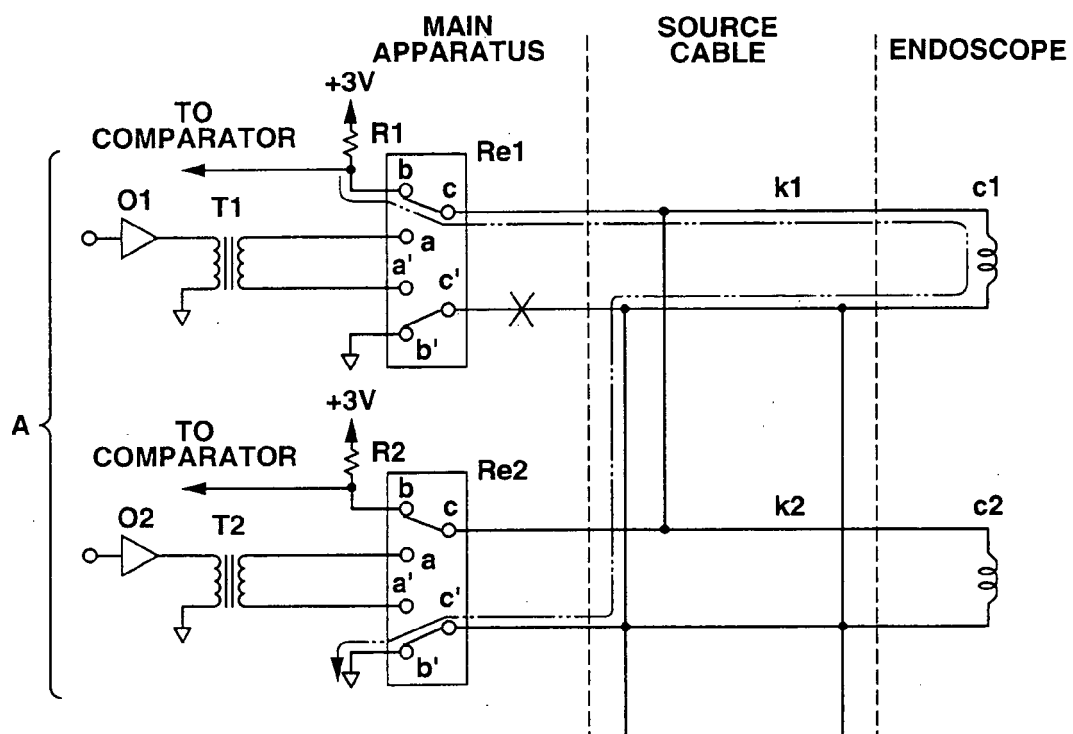 MAIN APPARATUS
SOURCE CABLE
ENDOSCOPE
+3V
TO COMPARATOR
R1
Re1
b
c
k1
c1
O1
T1
a
a'
c'
b'
A
+3V
TO COMPARATOR
R2
Re2
b
c
k2
c2
O2
T2
a
a'
c'
b'